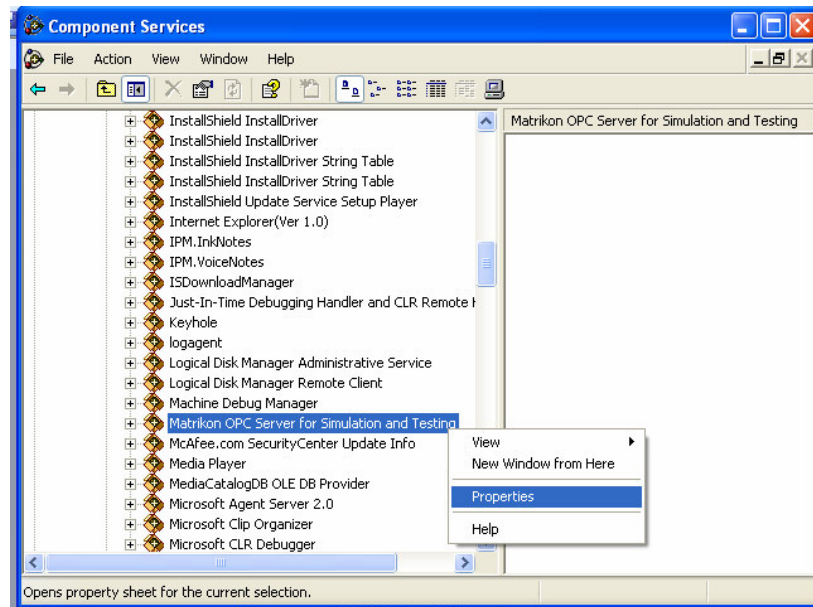 Component Services
File Action View Window Help
Matrikon OPC Server for Simulation and Testing
InstallShield InstallDriver
InstallShield InstallDriver
InstallShield InstallDriver String Table
InstallShield InstallDriver String Table
InstallShield Update Service Setup Player
Internet Explorer(Ver 1.0)
IPM.InkNotes
IPM.VoiceNotes
ISDownloadManager
Just-In-Time Debugging Handler and CLR Remote
Keyhole
logagent
Logical Disk Manager Administrative Service
Logical Disk Manager Remote Client
Machine Debug Manager
Matrikon OPC Server for Simulation and Testing
McAfee.com SecurityCenter Update Info
Media Player
MediaCatalogDB OLE DB Provider
Microsoft Agent Server 2.0
Microsoft Clip Organizer
Microsoft CLR Debugger
View
New Window from Here
Properties
Help
Opens property sheet for the current selection.